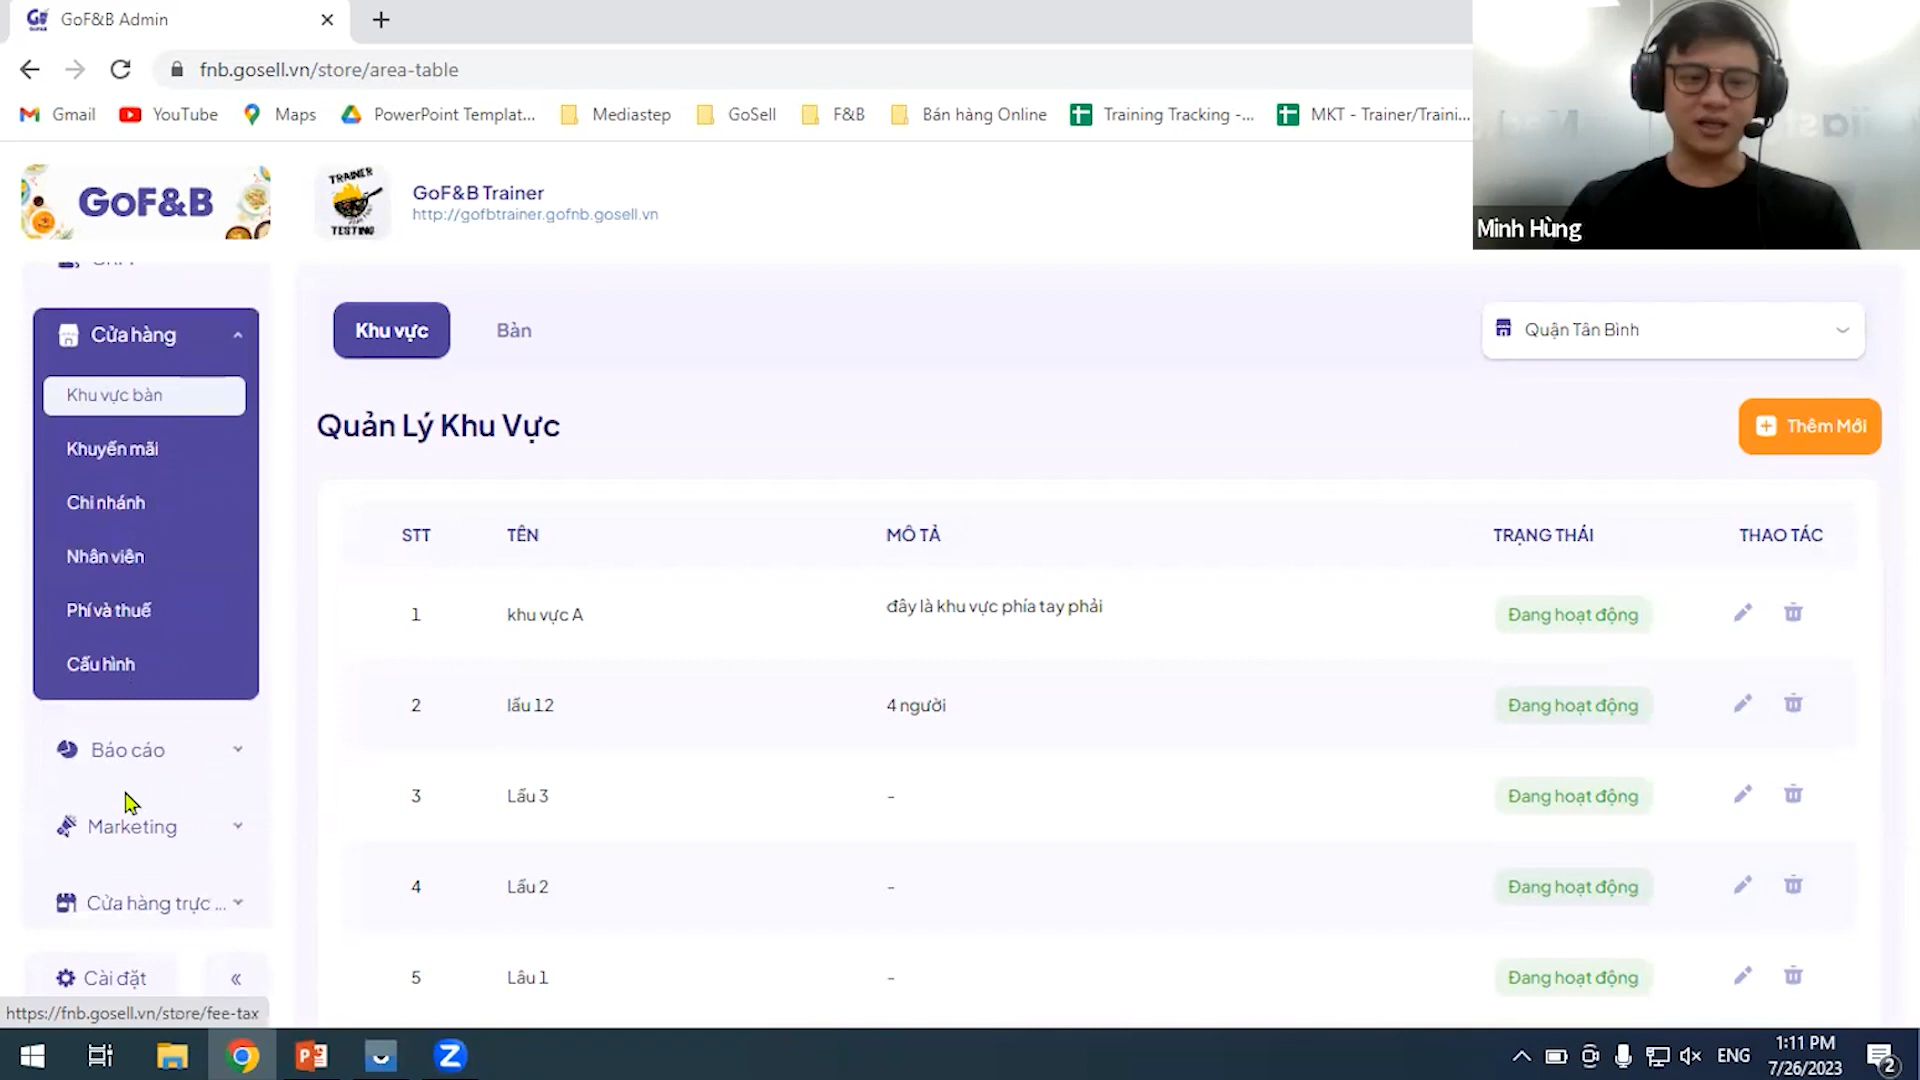 GoF&B Admin
fnb.gosell.vn/store/area-table
Gmail
YouTube
Maps
PowerPoint Templat...
Mediastep
GoSell
F&B
Bán hàng Online
Training Tracking -...
MKT - Trainer/Traini...
Minh Hùng
GoF&B
TRAINER
TESTING
GoF&B Trainer
http://gofbtrainer.gofnb.gosell.vn
Cửa hàng
Khu vực bàn
Khuyến mãi
Chi nhánh
Nhân viên
Phí và thuế
Cấu hình
Báo cáo
Marketing
Cửa hàng trực ...
Cài đặt
https://fnb.gosell.vn/store/fee-tax
Khu vực
Bàn
Quận Tân Bình
Quản Lý Khu Vực
Thêm Mới
STT TÊN MÔ TẢ TRẠNG THÁI THAO TÁC
1 khu vực A đây là khu vực phía tay phải Đang hoạt động
2 lầu 12 4 người Đang hoạt động
3 Lầu 3 - Đang hoạt động
4 Lầu 2 - Đang hoạt động
5 Lâu 1 - Đang hoạt động
ENG
1:11 PM
7/26/2023
2